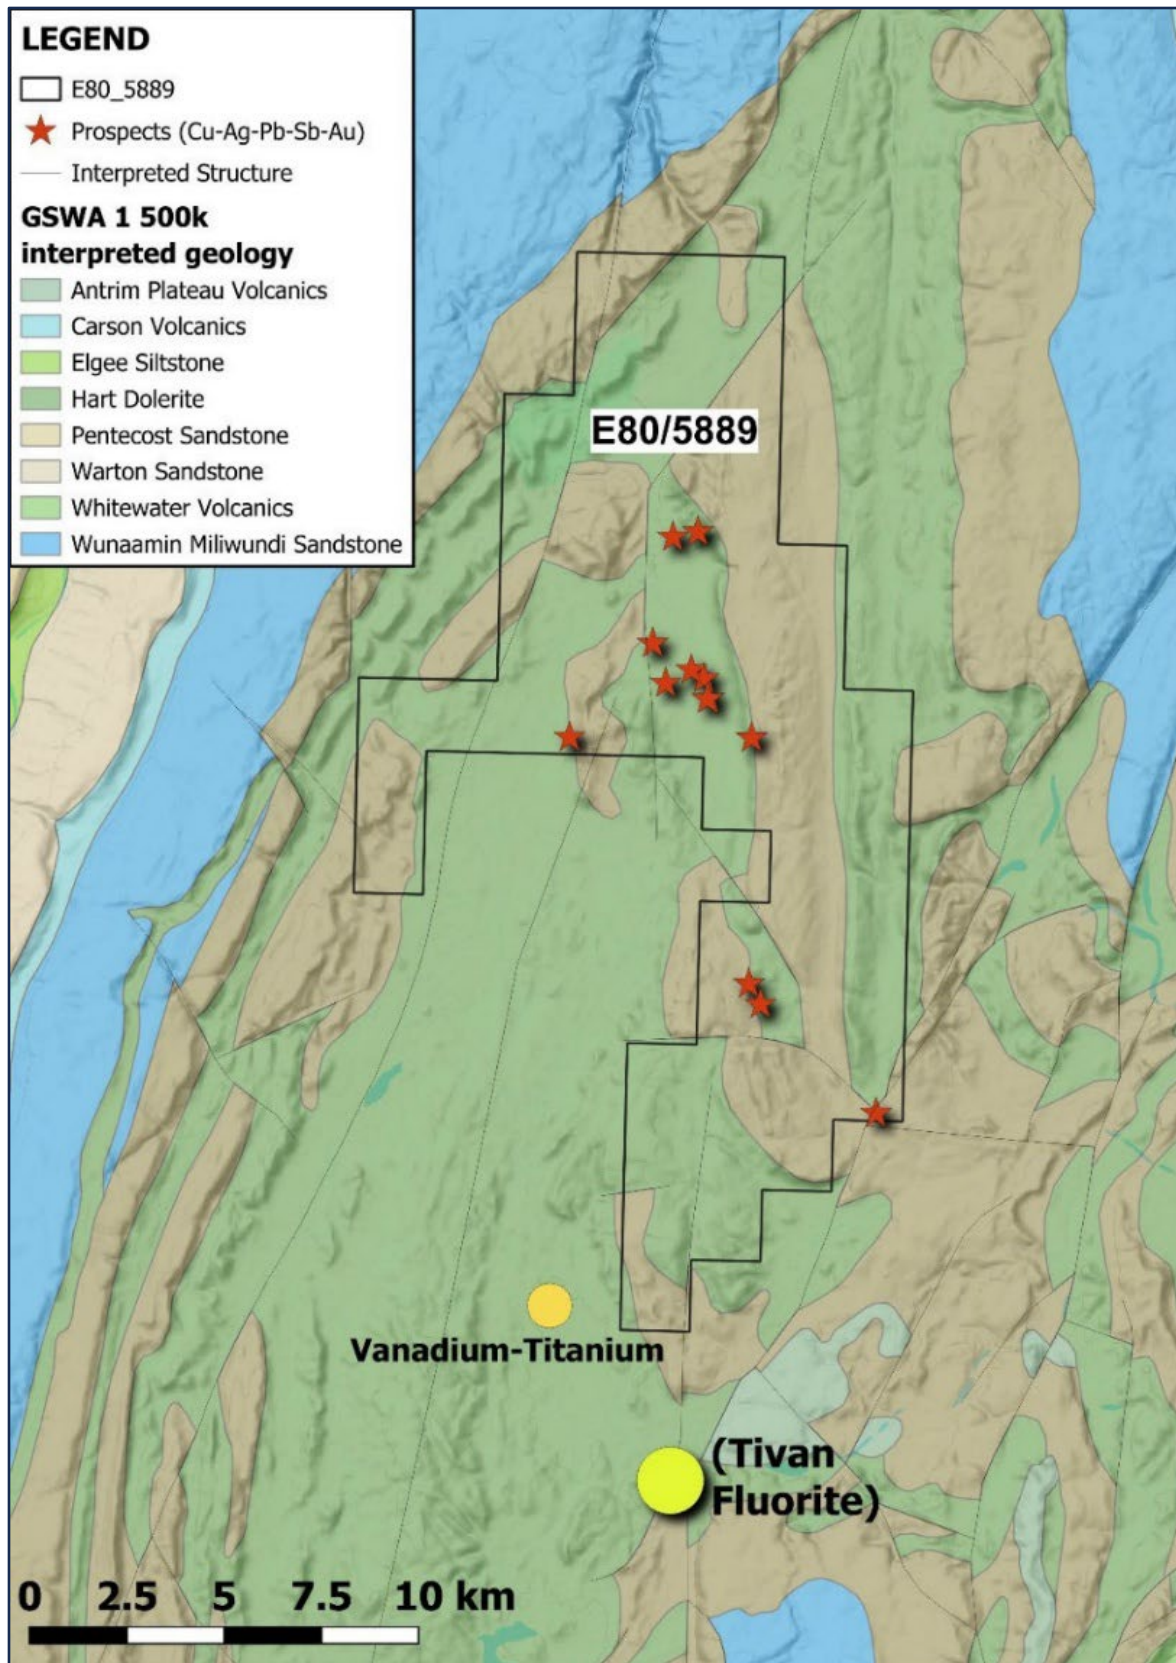 LEGEND
E80_5889
Prospects (Cu-Ag-Pb-Sb-Au)
Interpreted Structure
GSWA 1 500k
interpreted geology
Antrim Plateau Volcanics
Carson Volcanics
Elgee Siltstone
Hart Dolerite
Pentecost Sandstone
Warton Sandstone
Whitewater Volcanics
Wunaamin Miliwundi Sandstone
E80/5889
Vanadium-Titanium
(Tivan
Fluorite)
0 2.5 5 7.5 10 km